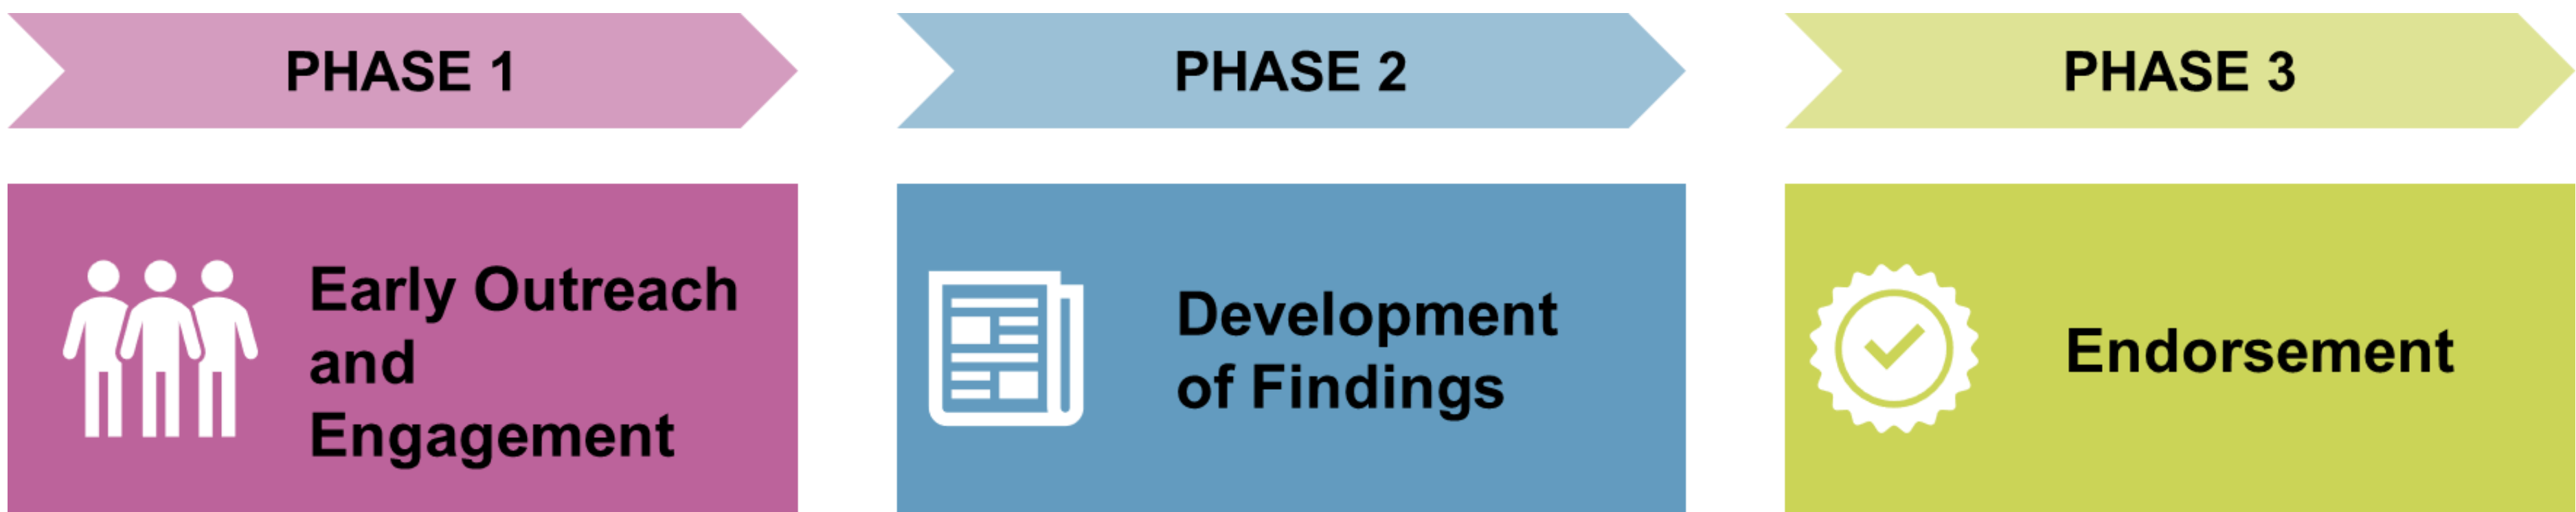 PHASE 1
PHASE 2
PHASE 3
Early Outreach
and
Engagement
Development
of Findings
Endorsement